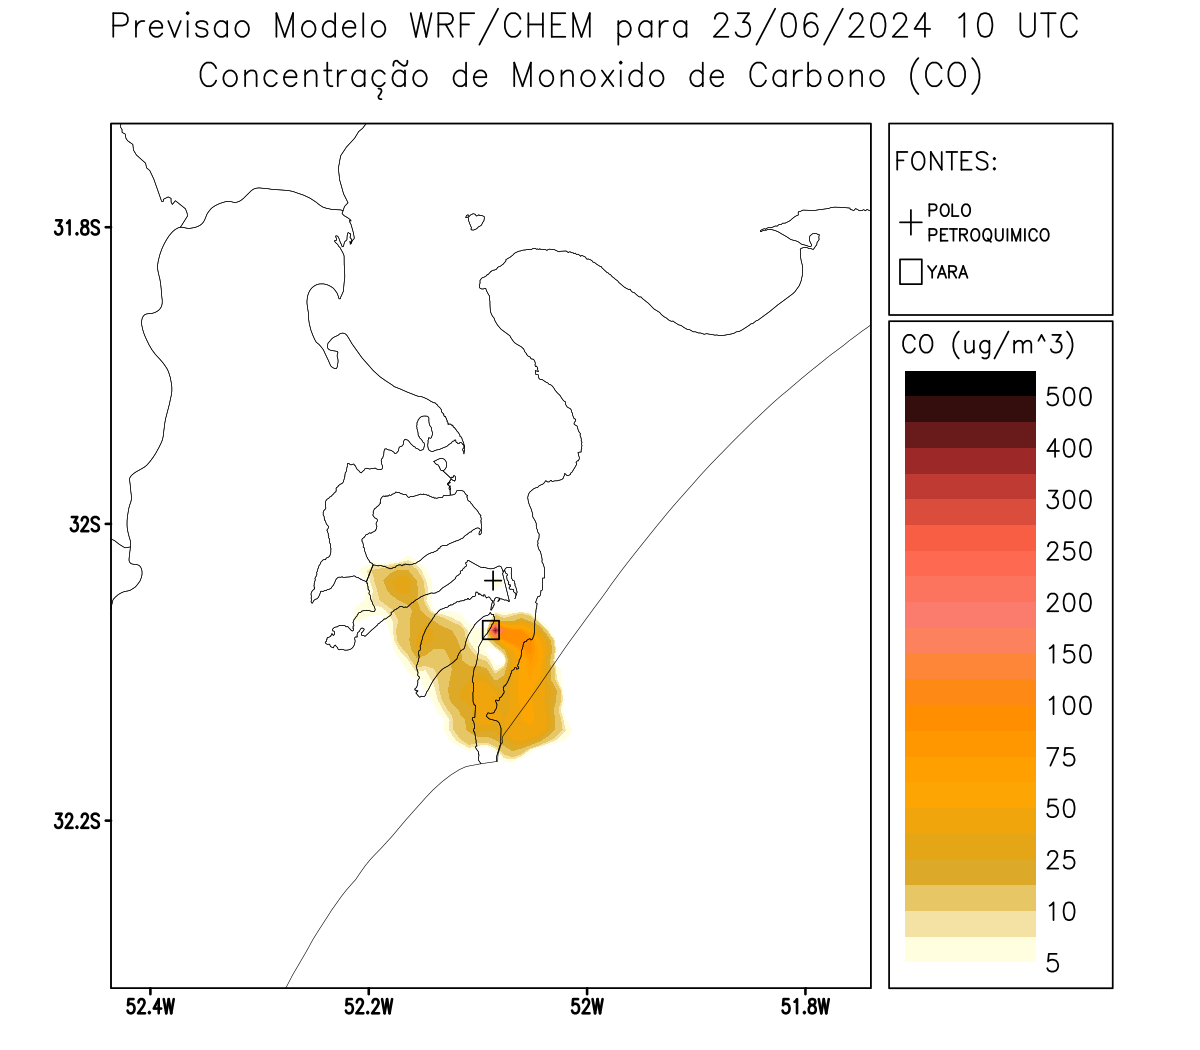 Previsao Modelo WRF/CHEM para 23/06/2024 10 UTC
Concentração de Monoxido de Carbono (CO)
FONTES:
POLO
PETROQUIMICO
YARA
CO (ug/m^3)
500
400
300
250
200
150
100
75
50
25
10
5
31.8S
32S
32.2S
52.4W
52.2W
52W
51.8W